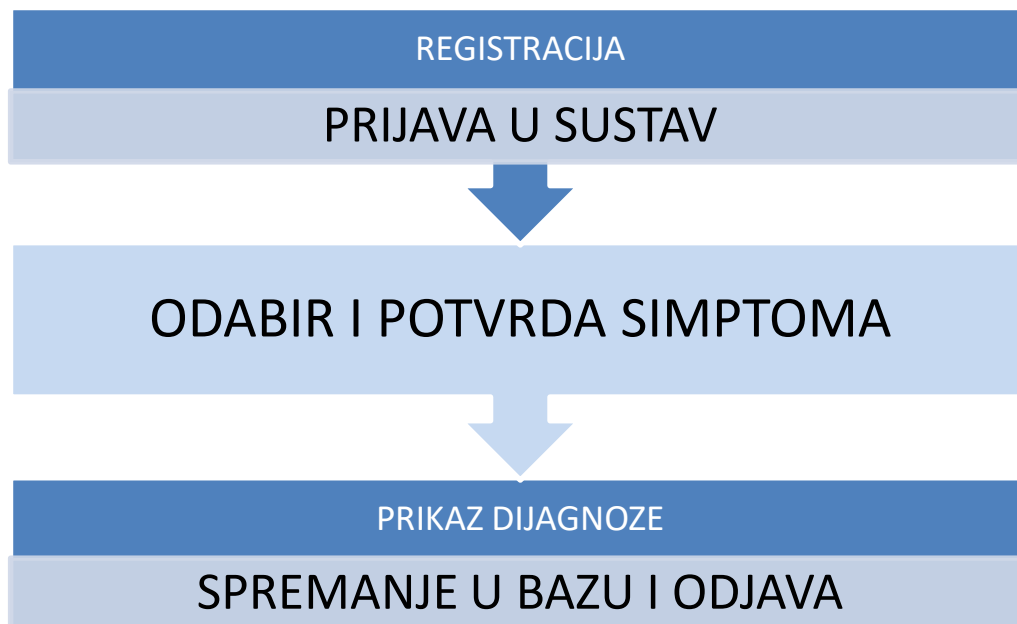 REGISTRACIJA
PRIJAVA U SUSTAV
ODABIR I POTVRDA SIMPTOMA
PRIKAZ DIJAGNOZE
SPREMANJE U BAZU I ODJAVA